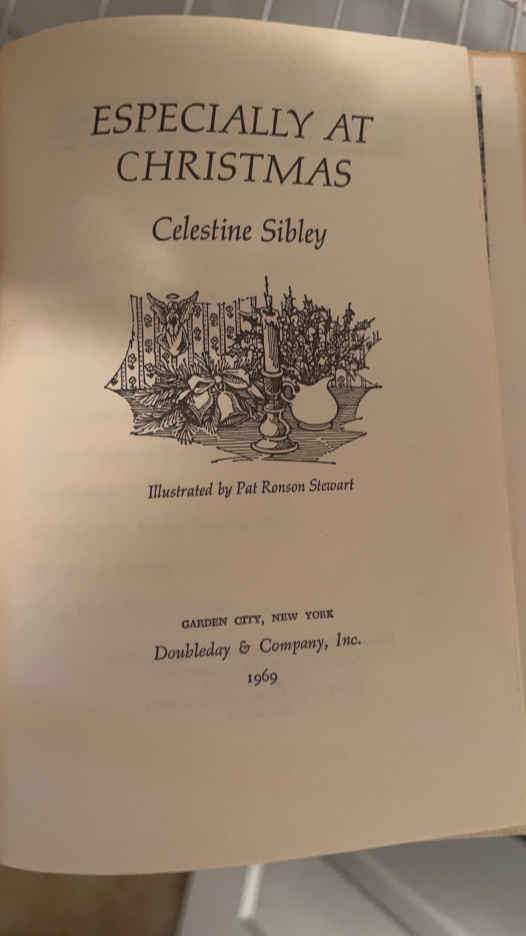 ESPECIALLY AT
CHRISTMAS
Celestine Sibley
Illustrated by Pat Ronson Stewart
GARDEN CITY, NEW YORK
Doubleday & Company, Inc.
1969